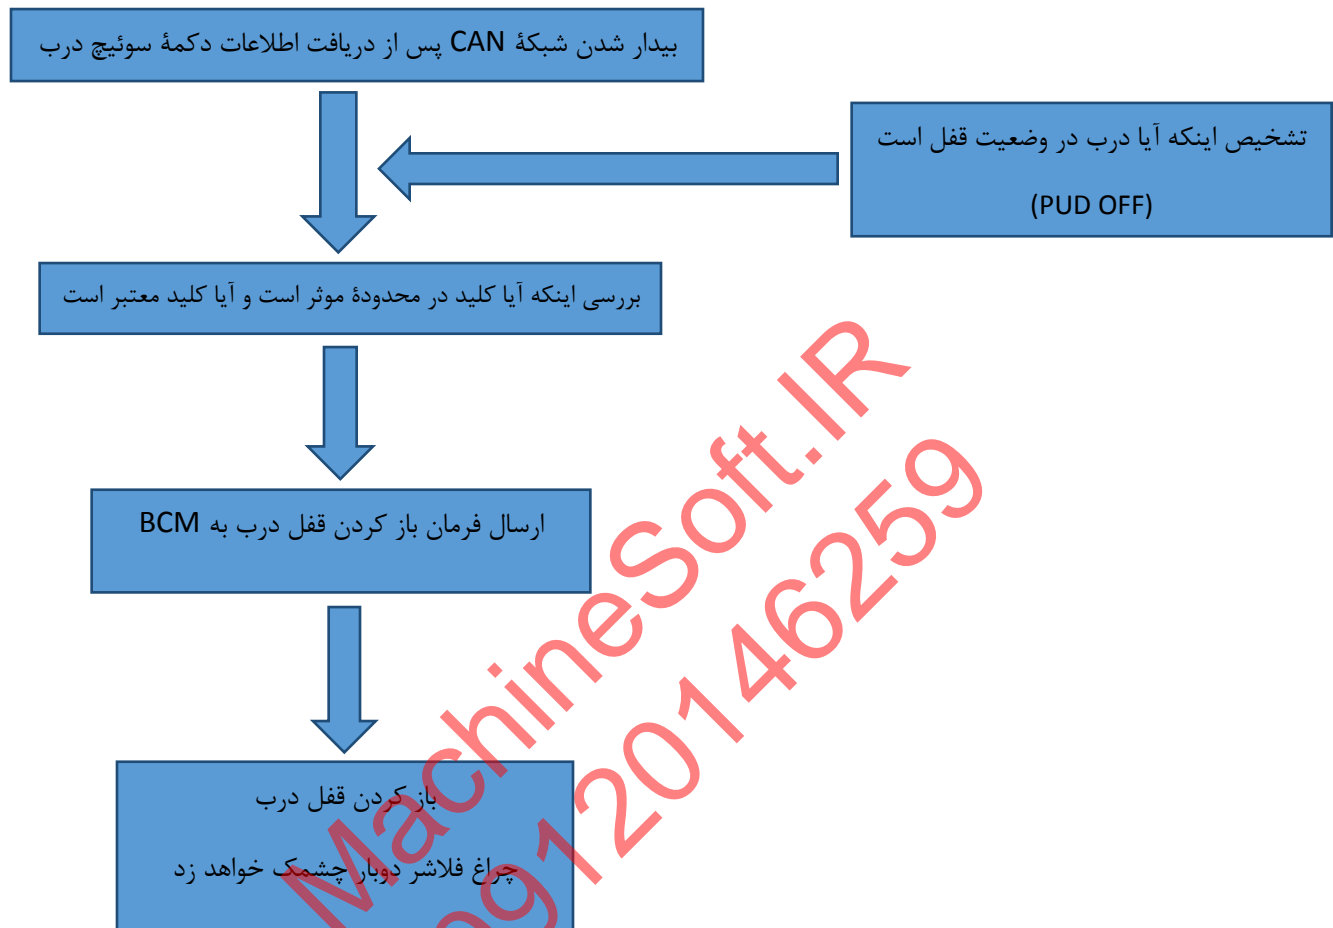 بیدار شدن شبکهٔ CAN پس از دریافت اطلاعات دکمهٔ سوئیچ درب
تشخیص اینکه آیا درب در وضعیت قفل است
(PUD OFF)
بررسی اینکه آیا کلید در محدودهٔ موثر است و آیا کلید معتبر است
ارسال فرمان باز کردن قفل درب به BCM
باز کردن قفل درب
چراغ فلاشر دوبار چشمک خواهد زد
MachineSoft.IR
09120146259